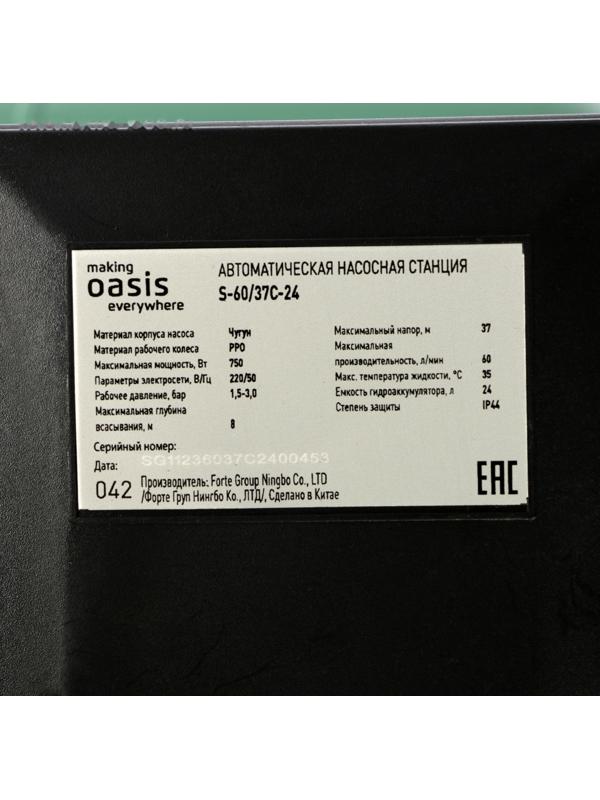 making
oasis
everywhere
АВТОМАТИЧЕСКАЯ НАСОСНАЯ СТАНЦИЯ
S-60/37C-24
Материал корпуса насоса Чугун
Материал рабочего колеса PPO
Максимальная мощность, Вт 750
Параметры электросети, В/Гц 220/50
Рабочее давление, бар 1,5-3,0
Максимальная глубина
всасывания, м 8
Максимальный напор, м 37
Максимальная
производительность, л/мин 60
Макс. температура жидкости, °С 35
Емкость гидроаккумулятора, л 24
Степень защиты IP44
Серийный номер:
SG11236037C2400453
Дата:
042
Производитель: Forte Group Ningbo Co., LTD
/Форте Груп Нингбо Ко., ЛТД/, Сделано в Китае
EAC